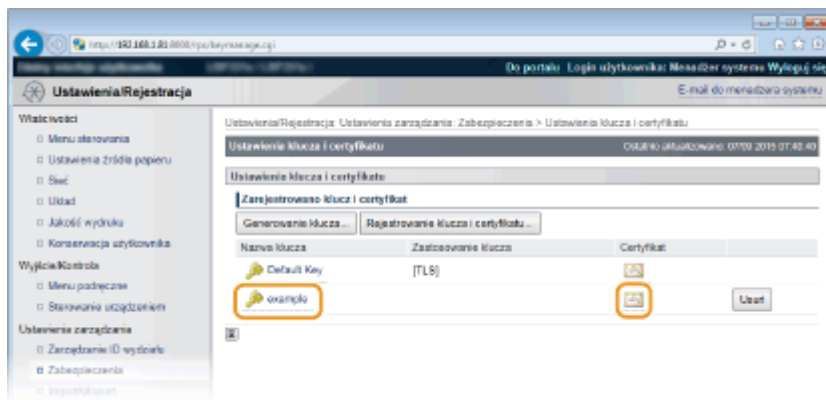 http://192.168.1.81:8000/rps/keymanage.cgi
Do portalu Login użytkownika: Menadżer systemu Wyloguj się
Ustawienia/Rejestracja
E-mail do menadżera systemu
Właściwości
Menu sterowania
Ustawienia źródła papieru
Sieć
Układ
Jakość wydruku
Konserwacja użytkownika
Wyjście/Kontrola
Menu podręczne
Sterowanie urządzeniem
Ustawienia zarządzania
Zarządzanie ID wydziału
Zabezpieczenia
Import/Eksport
Ustawienia/Rejestracja: Ustawienia zarządzania: Zabezpieczenia > Ustawienia klucza i certyfikatu
Ustawienia klucza i certyfikatu
Ostatnio aktualizowane: 07/09 2015 07:40:40
Ustawienia klucza i certyfikatu
Zarejestrowano klucz i certyfikat
Generowanie klucza... Rejestrowanie klucza i certyfikatu...
Nazwa klucza Zastosowanie klucza Certyfikat
Default Key [TLS]
example Usuń